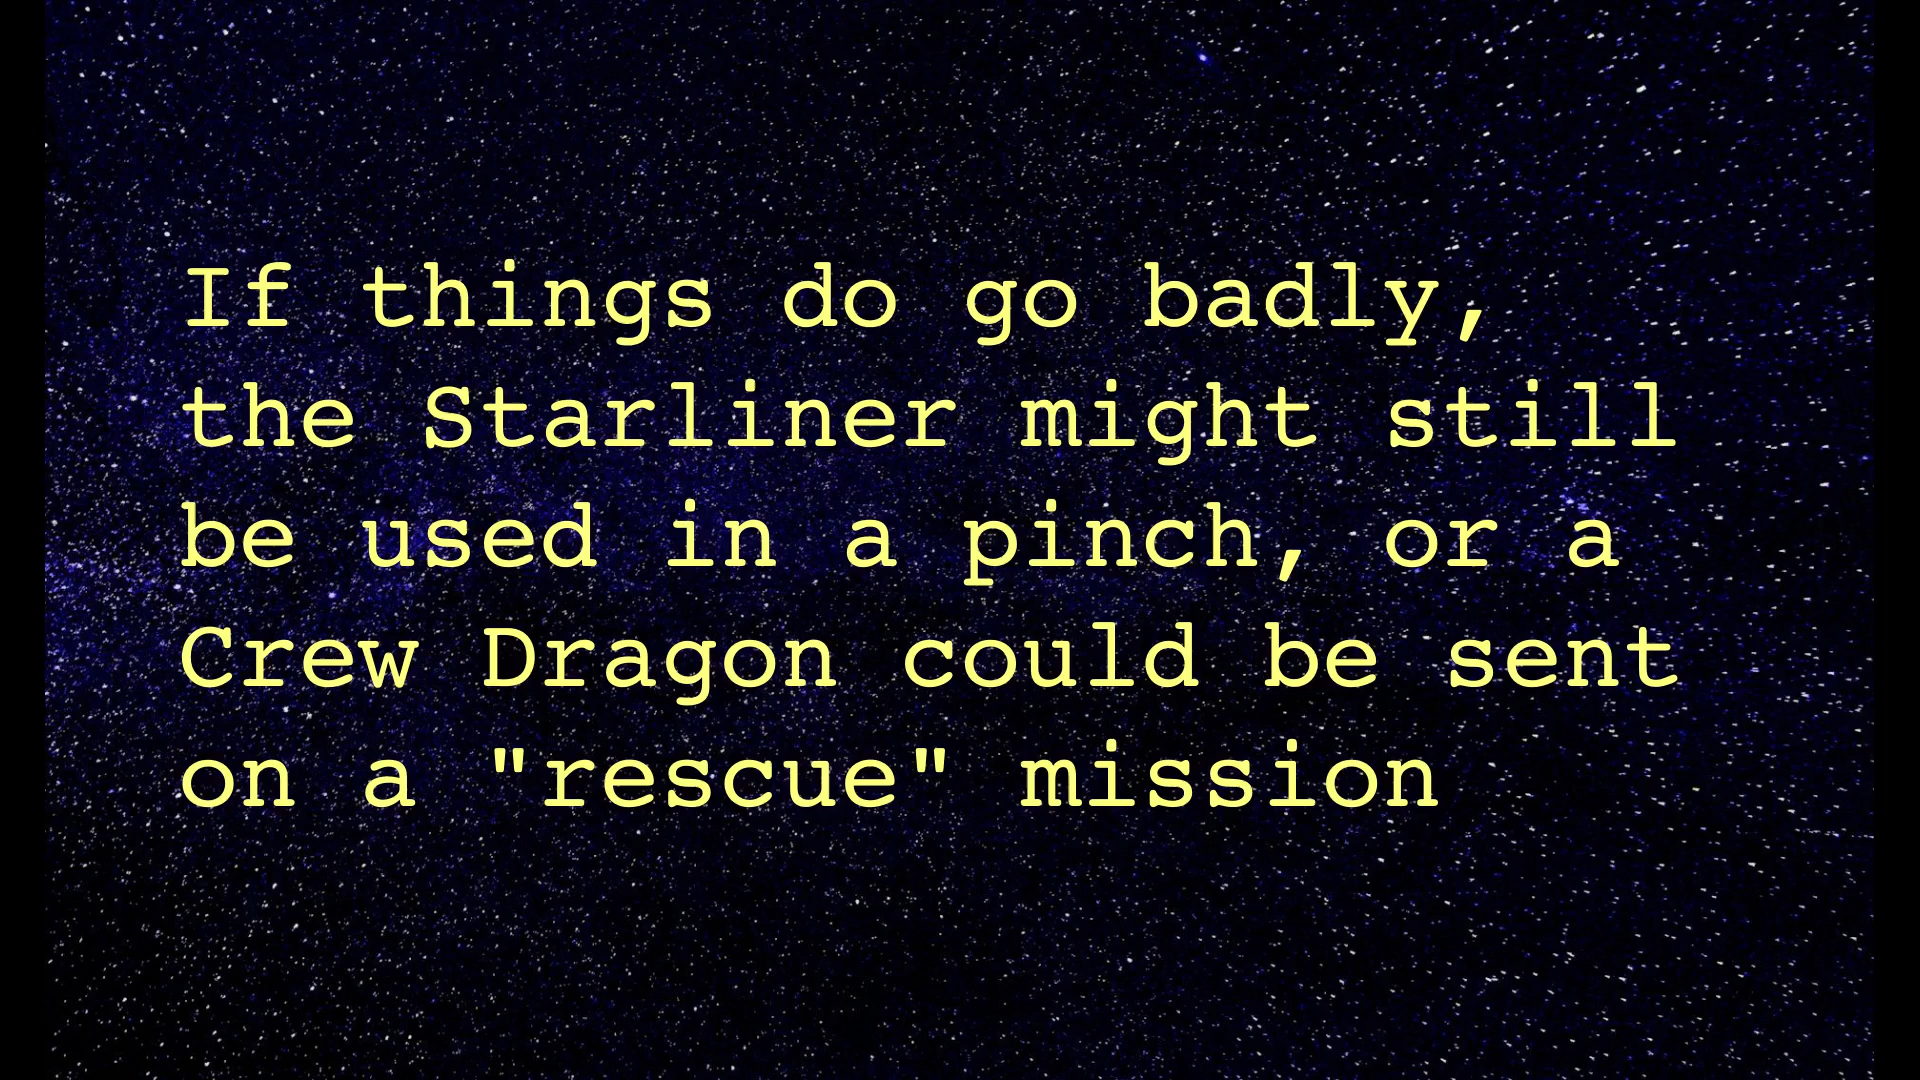 If things do go badly,
the Starliner might still
be used in a pinch, or a
Crew Dragon could be sent
on a "rescue" mission